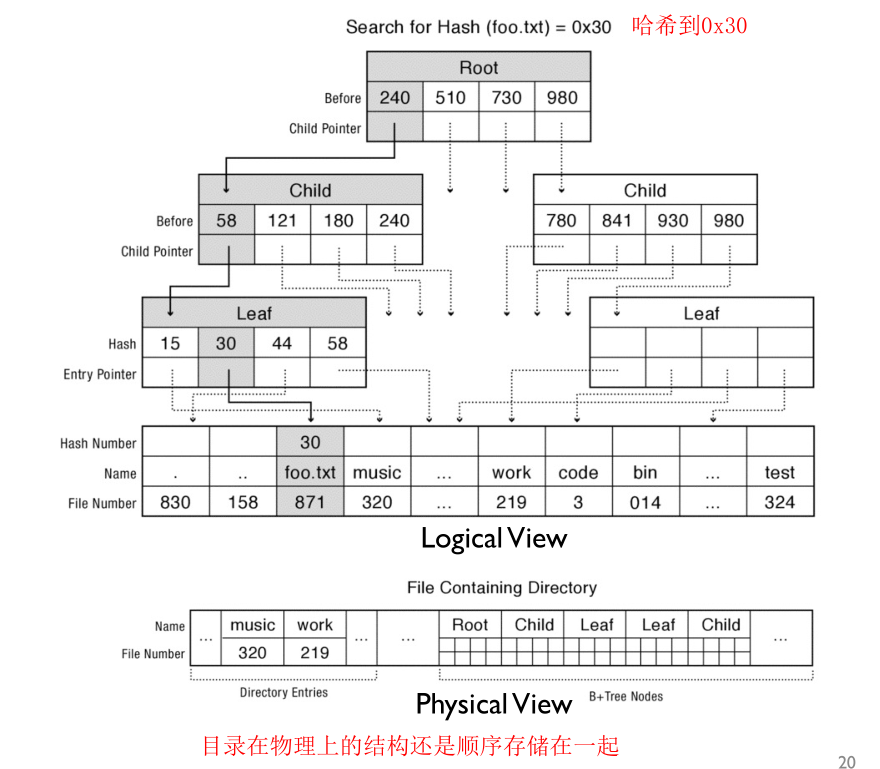 Search for Hash (foo.txt) = 0x30 哈希到0x30
Root
Before 240 510 730 980
Child Pointer
Child Child
Before 58 121 180 240 780 841 930 980
Child Pointer
Leaf Leaf
Hash 15 30 44 58
Entry Pointer
Hash Number 30
Name . .. foo.txt music ... work code bin ... test
File Number 830 158 871 320 ... 219 3 014 ... 324
Logical View
File Containing Directory
Name ... music work ... ... Root Child Leaf Leaf Child ...
File Number 320 219
Directory Entries B+Tree Nodes
Physical View
目录在物理上的结构还是顺序存储在一起
20